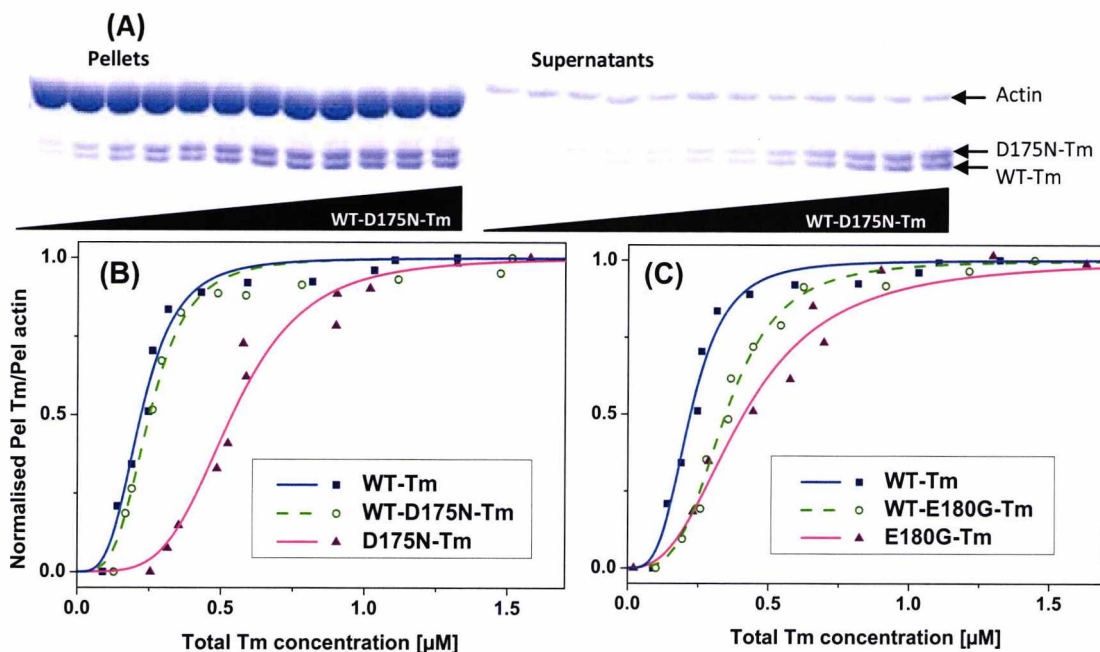 (A)
Pellets
Supernatants
Actin
D175N-Tm
WT-Tm
WT-D175N-Tm
WT-D175N-Tm
Normalised Pel Tm/Pel actin
1.0
0.5
0.0
(B)
WT-Tm
WT-D175N-Tm
D175N-Tm
0.0
0.5
1.0
1.5
Total Tm concentration [µM]
1.0
0.5
0.0
(C)
WT-Tm
WT-E180G-Tm
E180G-Tm
0.0
0.5
1.0
1.5
Total Tm concentration [µM]